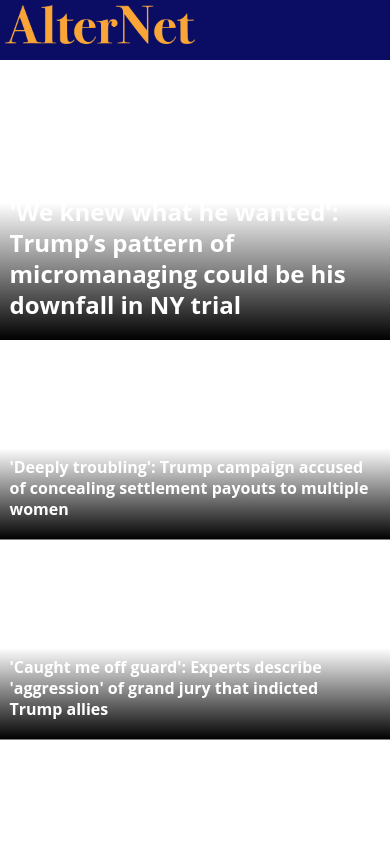 AlterNet
'We knew what he wanted':
Trump’s pattern of
micromanaging could be his
downfall in NY trial
'Deeply troubling': Trump campaign accused
of concealing settlement payouts to multiple
women
'Caught me off guard': Experts describe
'aggression' of grand jury that indicted
Trump allies